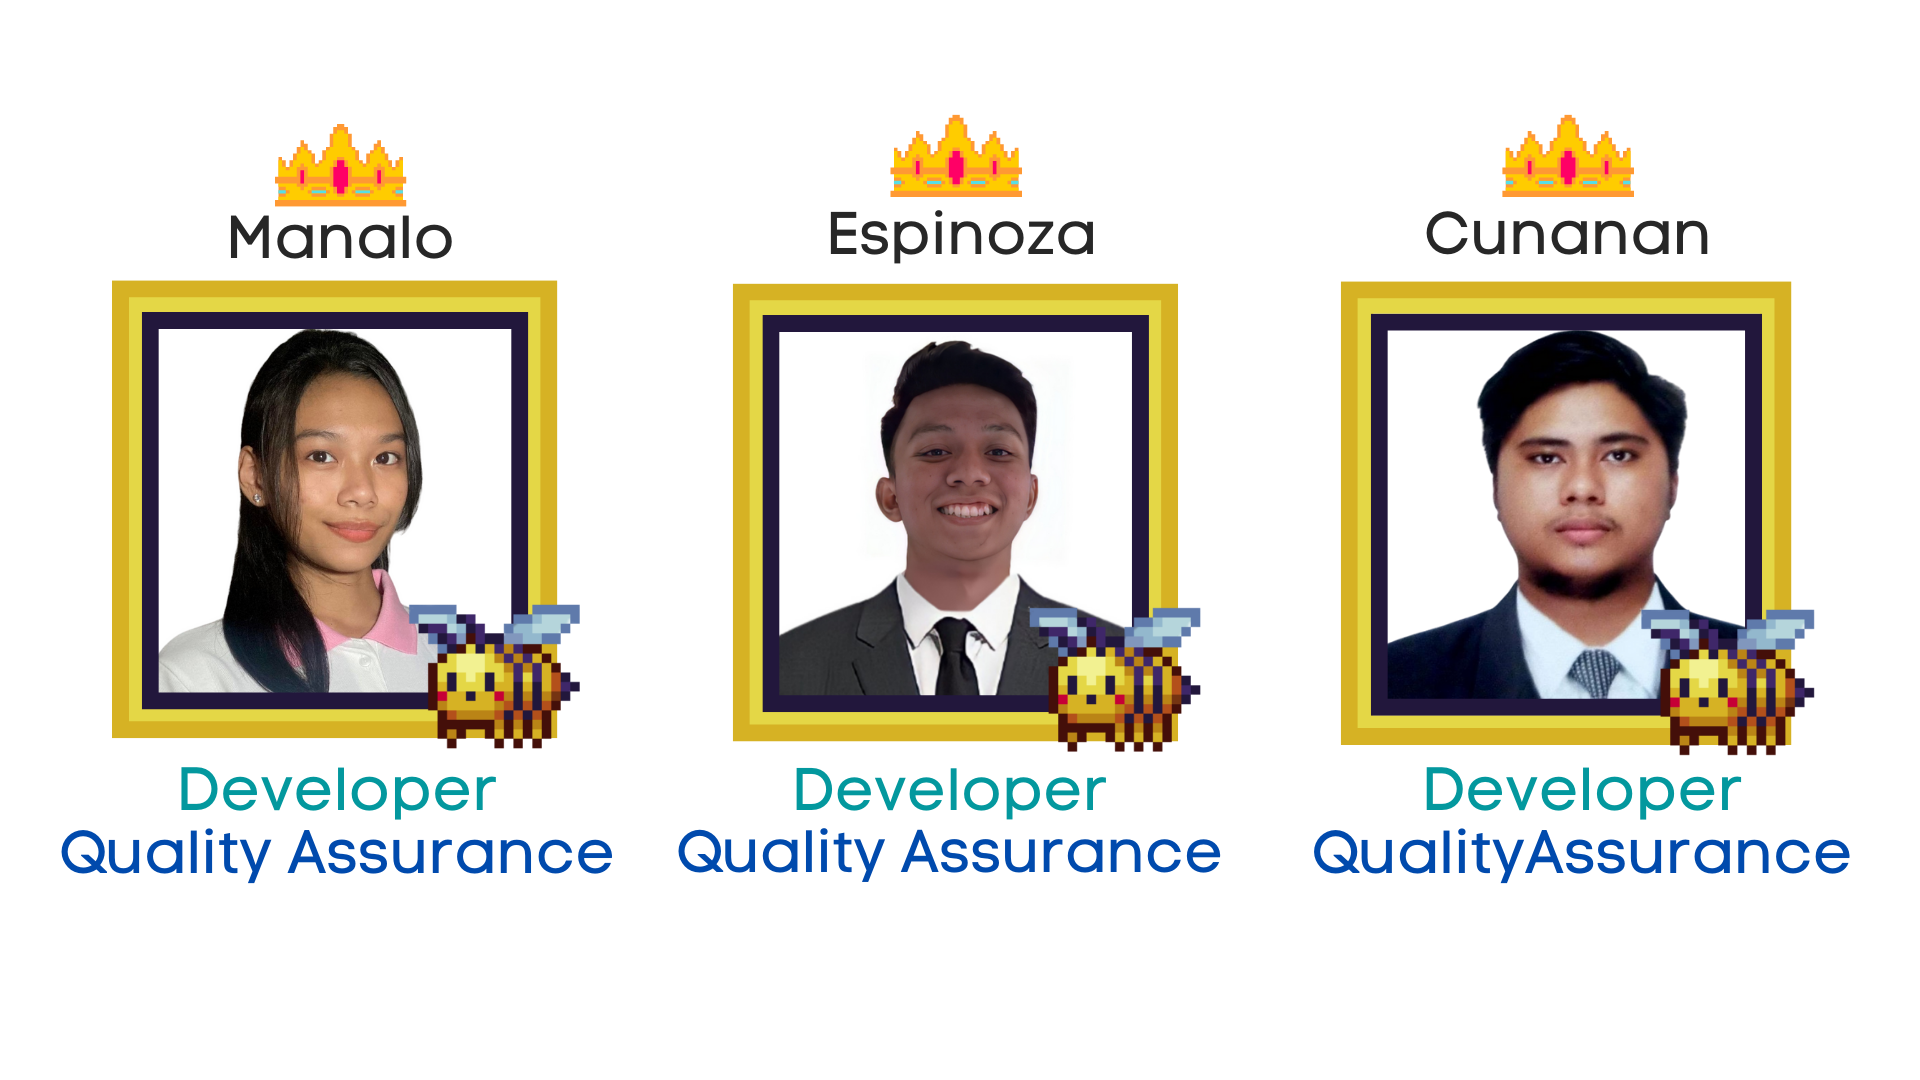 Manalo
Espinoza
Cunanan
Developer
Quality Assurance
Developer
Quality Assurance
Developer
QualityAssurance